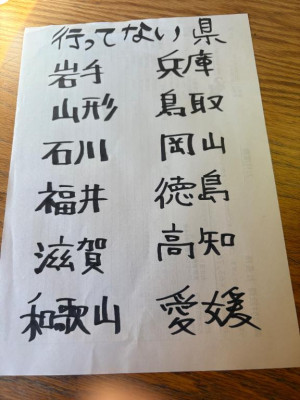 行ってない県
岩手 兵庫
山形 鳥取
石川 岡山
福井 徳島
滋賀 高知
和歌山 愛媛